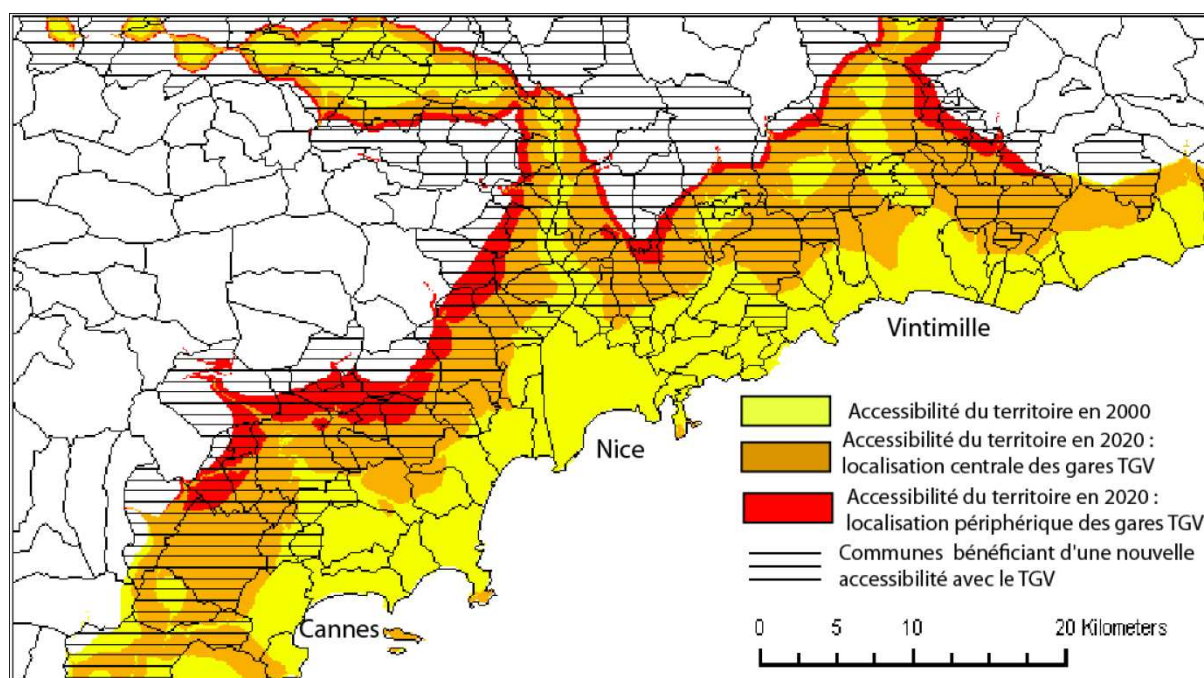 Vintimille
Nice
Cannes
Accessibilité du territoire en 2000
Accessibilité du territoire en 2020 :
localisation centrale des gares TGV
Accessibilité du territoire en 2020 :
localisation périphérique des gares TGV
Communes bénéficiant d'une nouvelle
accessibilité avec le TGV
0 5 10 20 Kilometers